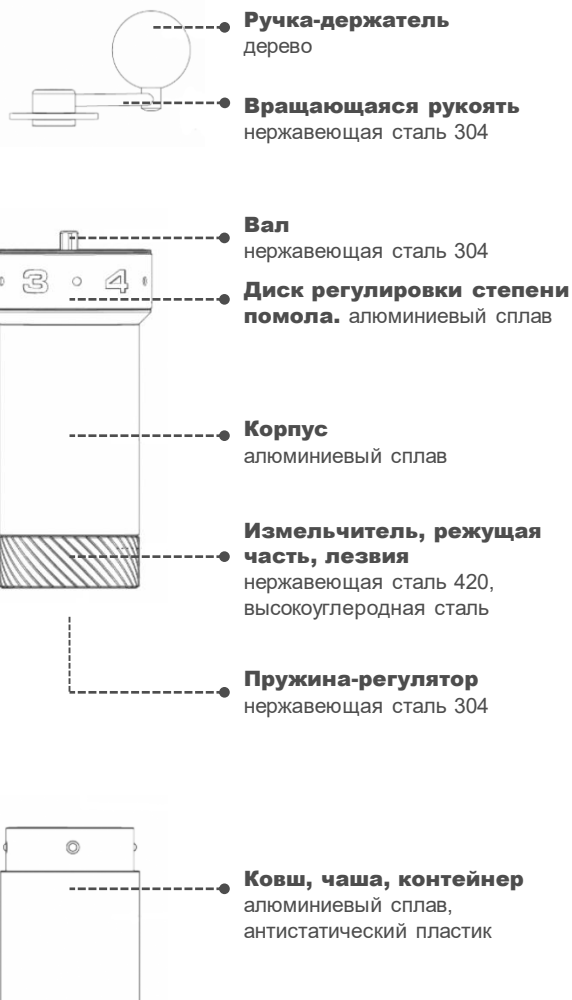 Ручка-держатель
дерево
Вращающаяся рукоять
нержавеющая сталь 304
Вал
нержавеющая сталь 304
3 4
Диск регулировки степени
помола. алюминиевый сплав
Корпус
алюминиевый сплав
Измельчитель, режущая
часть, лезвия
нержавеющая сталь 420,
высокоуглеродная сталь
Пружина-регулятор
нержавеющая сталь 304
Ковш, чаша, контейнер
алюминиевый сплав,
антистатический пластик